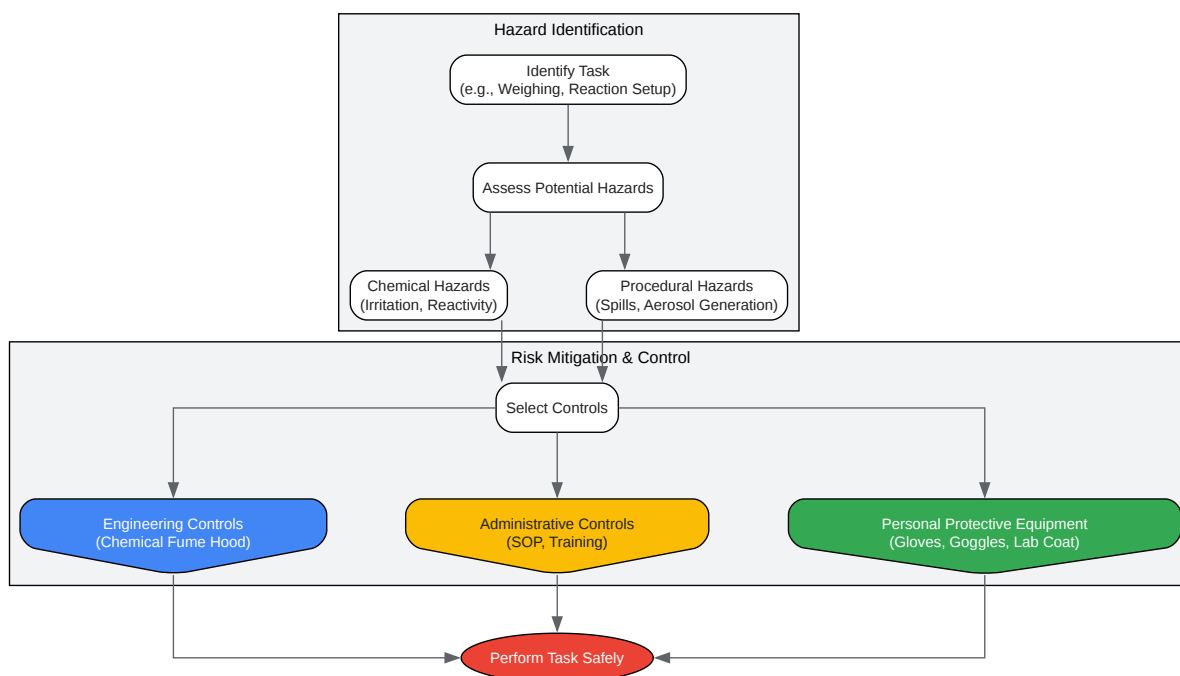 Hazard Identification
Identify Task
(e.g., Weighing, Reaction Setup)
Assess Potential Hazards
Chemical Hazards
(Irritation, Reactivity)
Procedural Hazards
(Spills, Aerosol Generation)
Risk Mitigation & Control
Select Controls
Engineering Controls
(Chemical Fume Hood)
Administrative Controls
(SOP, Training)
Personal Protective Equipment
(Gloves, Goggles, Lab Coat)
Perform Task Safely